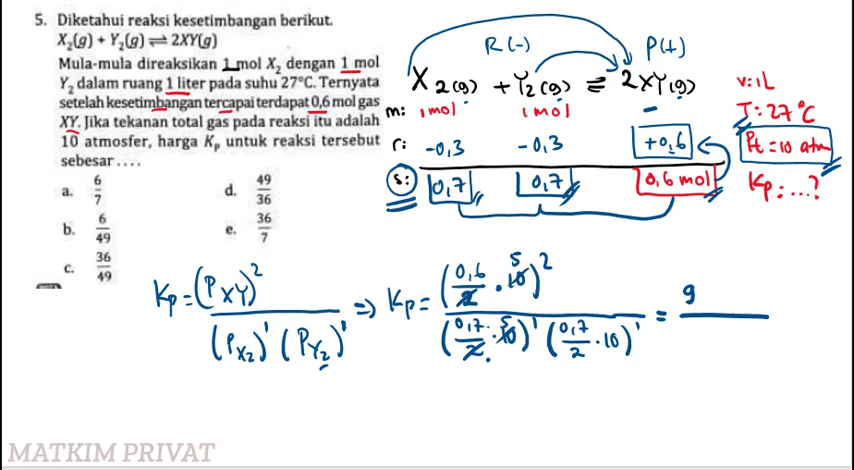 5. Diketahui reaksi kesetimbangan berikut.
X₂(g) + Y₂(g) ⇌ 2XY(g)
Mula-mula direaksikan 1 mol X₂ dengan 1 mol
Y₂ dalam ruang 1 liter pada suhu 27°C. Ternyata
setelah kesetimbangan tercapai terdapat 0,6 mol gas
XY. Jika tekanan total gas pada reaksi itu adalah
10 atmosfer, harga Kₚ untuk reaksi tersebut
sebesar . . . .
a. 6/7
b. 6/49
c. 36/49
d. 49/36
e. 36/7
R(-) P(+)
X₂(g) + Y₂(g) ⇌ 2XY(g)
m: 1mol 1mol -
r: -0,3 -0,3 +0,6
s: 0,7 0,7 0,6 mol
V: 1L
T: 27°C
Pt = 10 atm
Kp: ...?
Kp = (P XY)² / (P X₂)¹ (P Y₂)¹ ⇒ Kp = (0,6/2 . 10 5)² / (0,7/2 . 10 5)¹ (0,7/2 . 10)¹ = 9
MATKIM PRIVAT